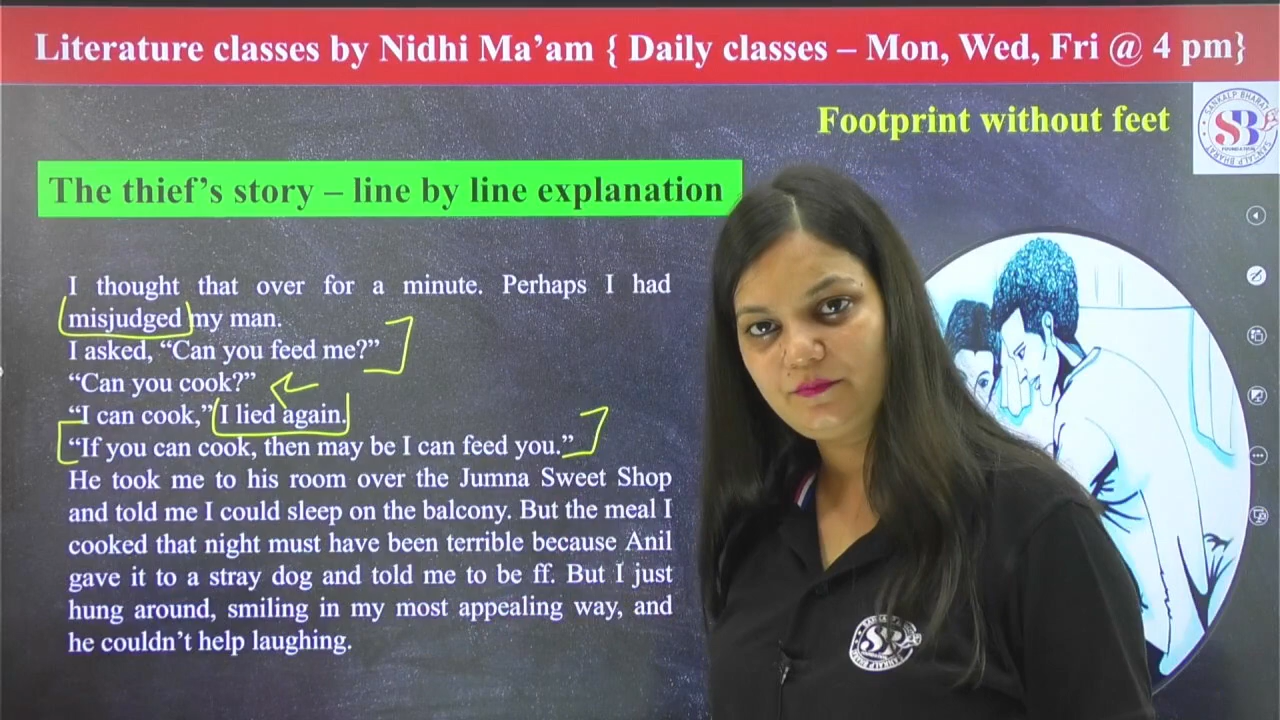 Literature classes by Nidhi Ma’am { Daily classes – Mon, Wed, Fri @ 4 pm}
Footprint without feet
SANKALP BHARAT
SB
FOUNDATION
The thief’s story – line by line explanation
I thought that over for a minute. Perhaps I had
misjudged my man.
I asked, “Can you feed me?”
“Can you cook?”
“I can cook,” I lied again.
“If you can cook, then may be I can feed you.”
He took me to his room over the Jumna Sweet Shop
and told me I could sleep on the balcony. But the meal I
cooked that night must have been terrible because Anil
gave it to a stray dog and told me to be ff. But I just
hung around, smiling in my most appealing way, and
he couldn’t help laughing.